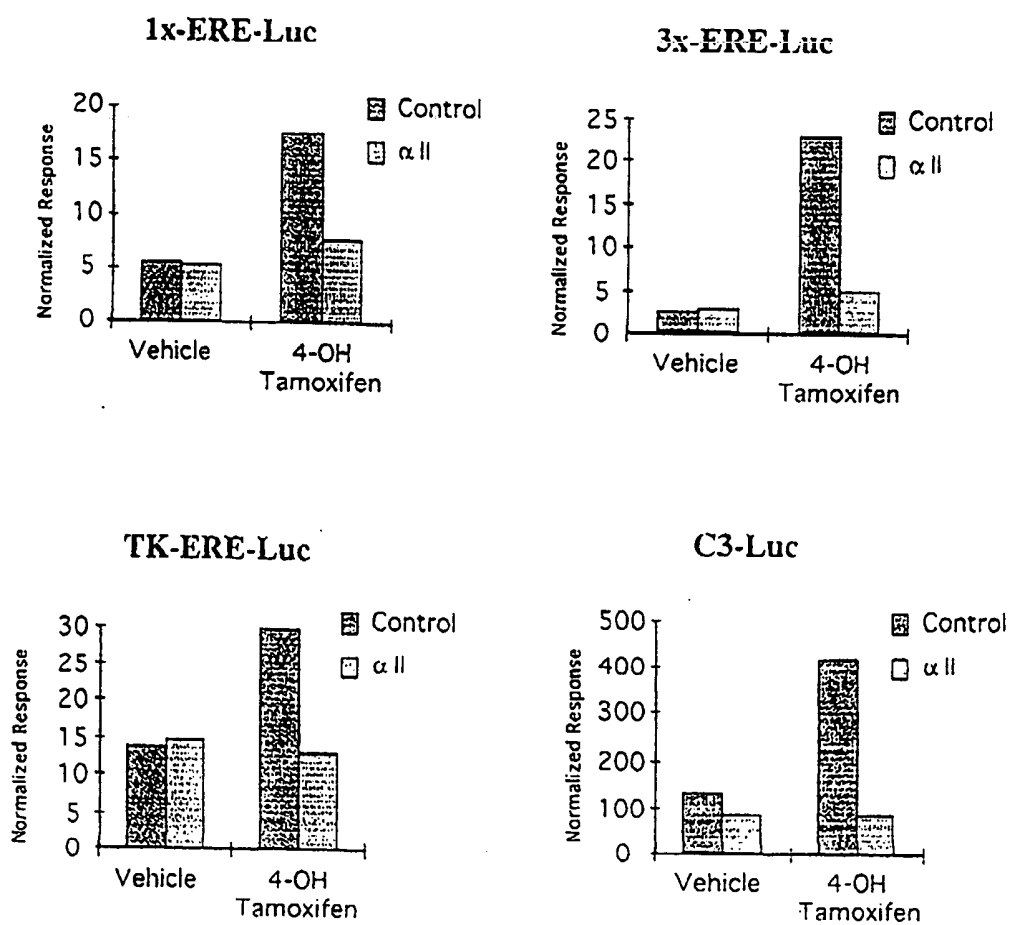 1x-ERE-Luc
Normalized Response
20
15
10
5
0
Control
α II
Vehicle
4-OH
Tamoxifen
3x-ERE-Luc
Normalized Response
25
20
15
10
5
0
Control
α II
Vehicle
4-OH
Tamoxifen
TK-ERE-Luc
Normalized Response
30
25
20
15
10
5
0
Control
α II
Vehicle
4-OH
Tamoxifen
C3-Luc
Normalized Response
500
400
300
200
100
0
Control
α II
Vehicle
4-OH
Tamoxifen